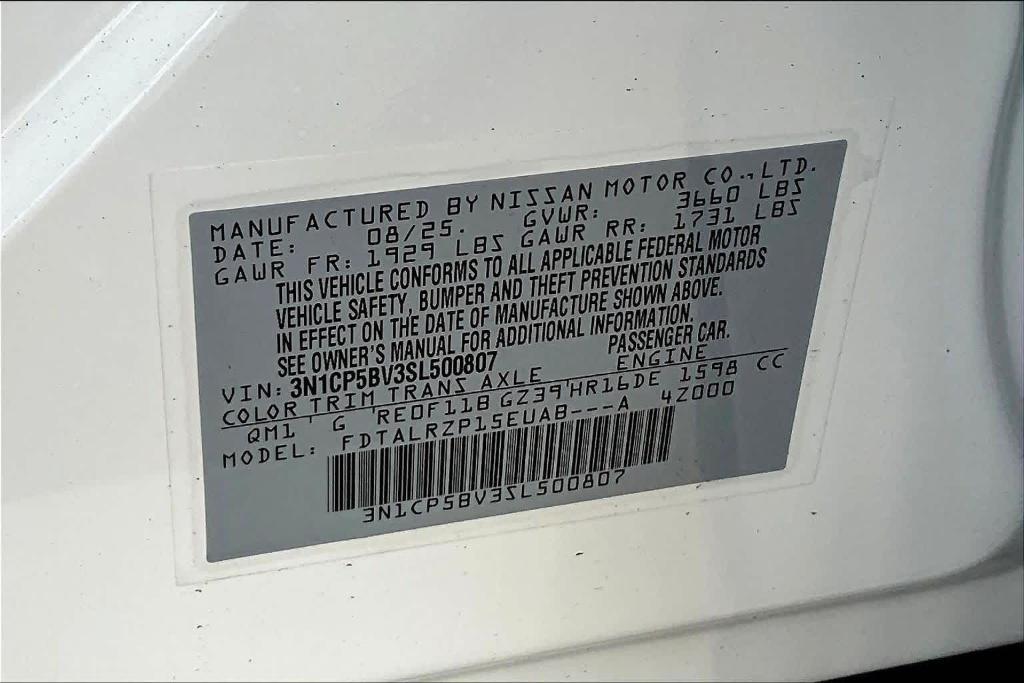 MANUFACTURED BY NISSAN MOTOR CO., LTD.
DATE: 08/25. GVWR: 3660 LBS
GAWR FR: 1929 LBS GAWR RR: 1731 LBS
THIS VEHICLE CONFORMS TO ALL APPLICABLE FEDERAL MOTOR
VEHICLE SAFETY, BUMPER AND THEFT PREVENTION STANDARDS
IN EFFECT ON THE DATE OF MANUFACTURE SHOWN ABOVE.
SEE OWNER'S MANUAL FOR ADDITIONAL INFORMATION.
VIN: 3N1CP5BV3SL500807 PASSENGER CAR.
COLOR TRIM TRANS AXLE ENGINE
QM1 ' G 'RE0F11B GZ39'HR16DE 1598 CC
MODEL: FDTALRZP15EUAB---A 4Z000
3N1CP5BV3SL500807